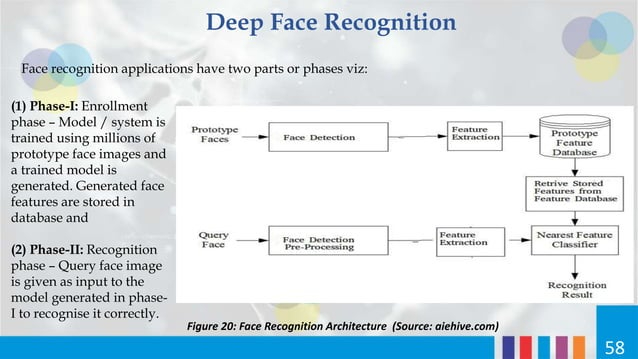 Deep Face Recognition
Face recognition applications have two parts or phases viz:
(1) Phase-I: Enrollment
phase – Model / system is
trained using millions of
prototype face images and
a trained model is
generated. Generated face
features are stored in
database and
(2) Phase-II: Recognition
phase – Query face image
is given as input to the
model generated in phase-
I to recognise it correctly.
Prototype
Faces
Face Detection
Feature
Extraction
Prototype
Feature
Database
Retrive Stored
Features from
Feature Database
Query
Face
Face Detection
Pre-Processing
Feature
Extraction
Nearest Feature
Classifier
Recognition
Result
Figure 20: Face Recognition Architecture (Source: aiehive.com)
58